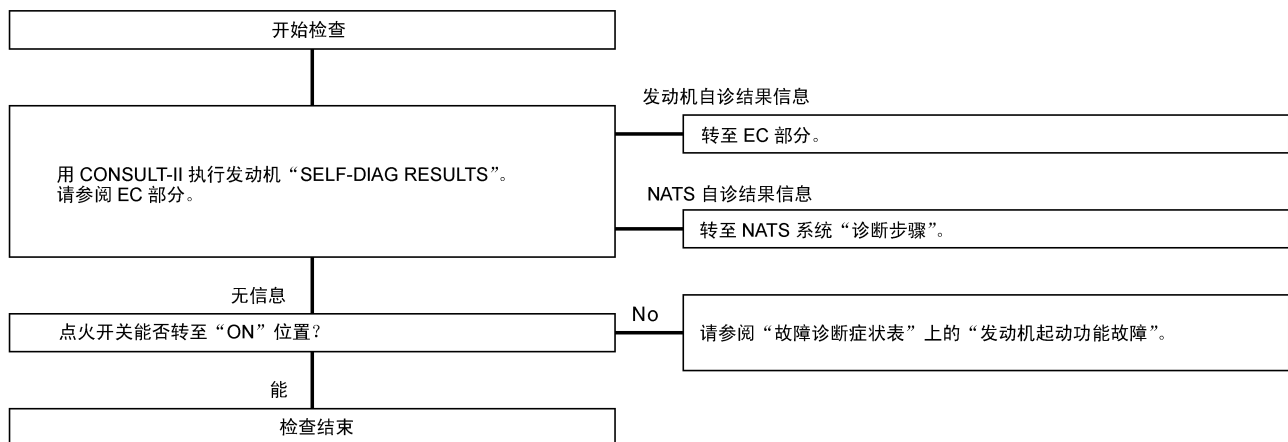 开始检查
发动机自诊结果信息
转至 EC 部分。
用 CONSULT-II 执行发动机“SELF-DIAG RESULTS”。
请参阅 EC 部分。
NATS 自诊结果信息
转至 NATS 系统“诊断步骤”。
无信息
点火开关能否转至“ON”位置？
No
请参阅“故障诊断症状表”上的“发动机起动功能故障”。
能
检查结束